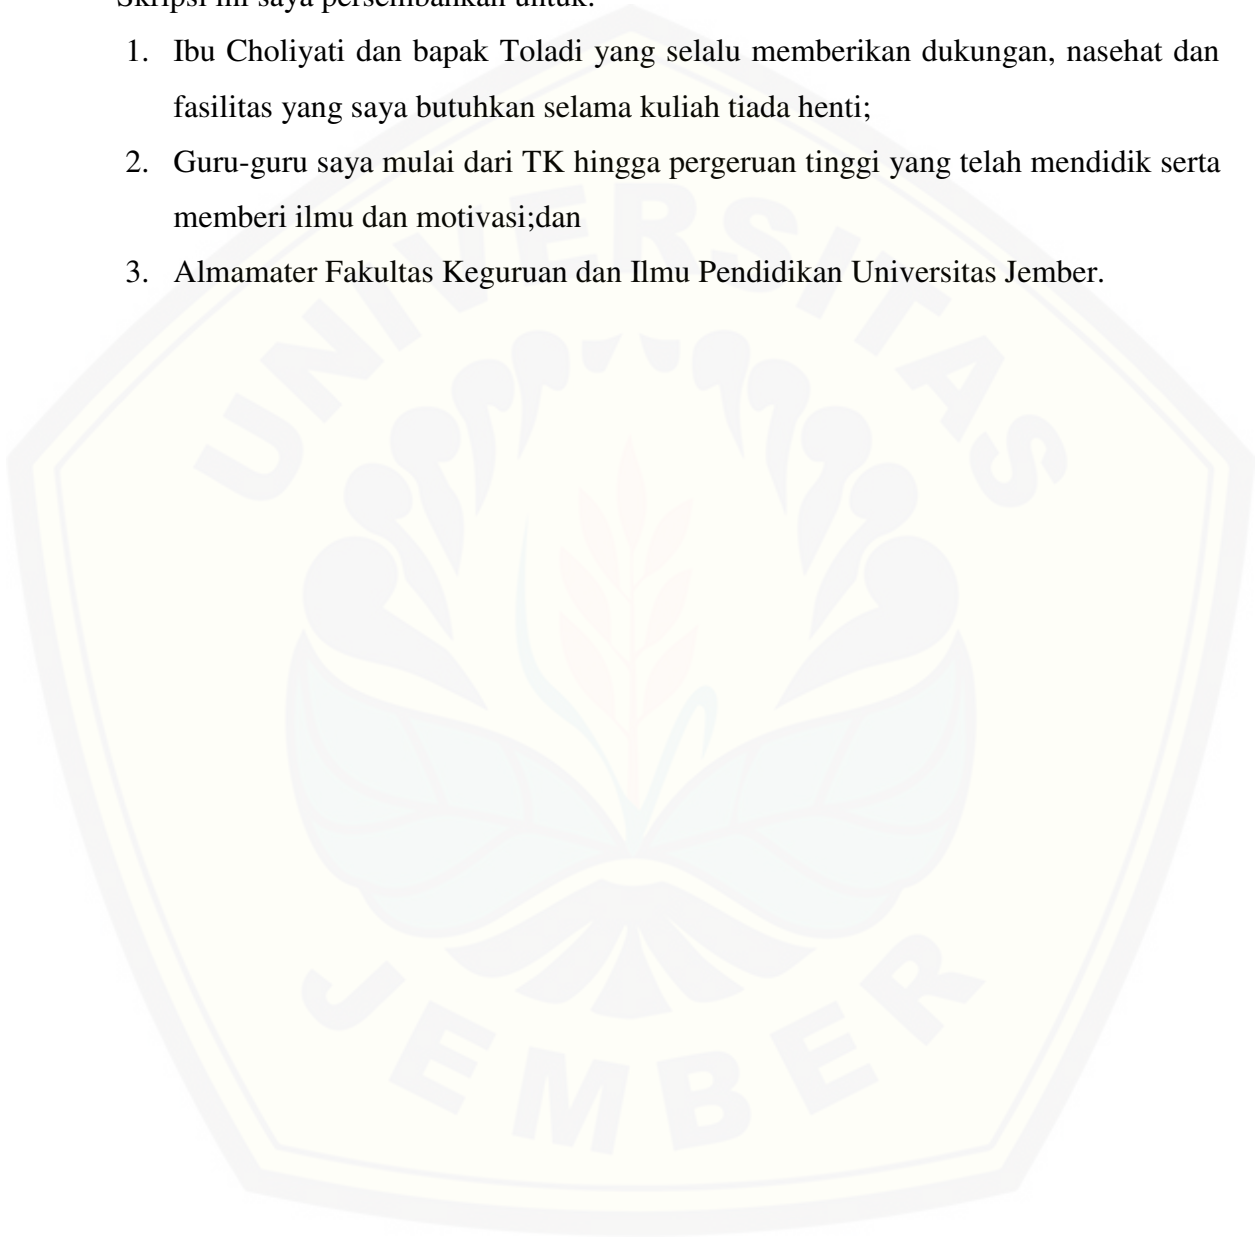 Skripsi ini saya persembahkan untuk:
1. Ibu Choliyati dan bapak Toladi yang selalu memberikan dukungan, nasehat dan
fasilitas yang saya butuhkan selama kuliah tiada henti;
2. Guru-guru saya mulai dari TK hingga pergeruan tinggi yang telah mendidik serta
memberi ilmu dan motivasi;dan
3. Almamater Fakultas Keguruan dan Ilmu Pendidikan Universitas Jember.
UNIVERSITAS
JEMBER